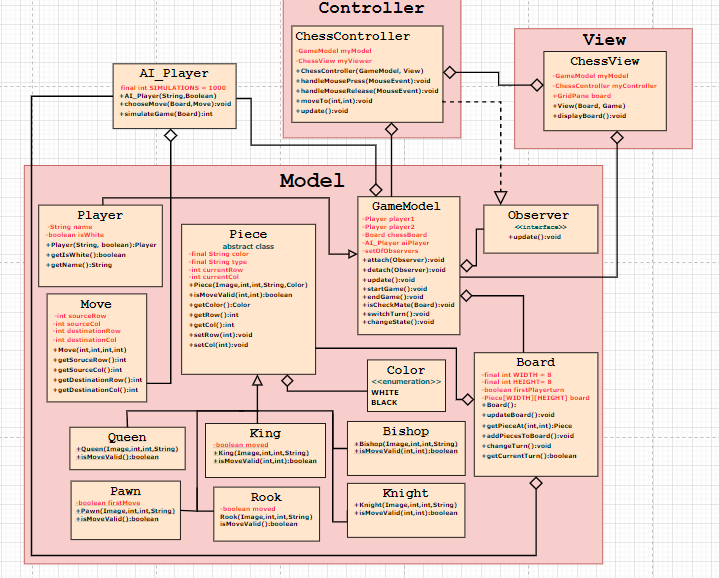 Controller
ChessController
-GameModel myModel
-ChessView myViewer
+ChessController(GameModel, View)
+handleMousePress(MouseEvent):void
+handleMouseRelease(MouseEvent):void
+moveTo(int,int):void
+update():void
View
ChessView
-GameModel myModel
-ChessController myController
-GridPane board
+View(Board, Game)
+displayBoard():void
AI_Player
final int SIMULATIONS = 1000
+AI_Player(String,Boolean)
+chooseMove(Board,Move):void
+simulateGame(Board):int
Model
Player
-String name
-boolean isWhite
+Player(String, boolean):Player
+getIsWhite():boolean
+getName():String
Piece
abstract class
-final String color
-final String type
-int currentRow
-int currentCol
+Piece(Image,int,int,String,Color)
+isMoveValid(int,int):boolean
+getColor():Color
+getRow():int
+getCol():int
+setRow(int):void
+setCol(int):void
GameModel
-Player player1
-Player player2
-Board chessBoard
-AI_Player aiPlayer
-setOfObservers
+attach(Observer):void
+detach(Observer):void
+update():void
+startGame():void
+endGame():void
+isCheckMate(Board):void
+switchTurn():void
+changeState():void
Observer
<<interface>>
+update():void
Move
-int sourceRow
-int sourceCol
-int destinationRow
-int destinationCol
+Move(int,int,int,int)
+getSoruceRow():int
+getSourceCol():int
+getDestinationRow():int
+getDestinationCol():int
Color
<<enumeration>>
WHITE
BLACK
Board
-final int WIDTH = 8
-final int HEIGHT= 8
-boolean firstPlayerturn
-Piece[WIDTH][HEIGHT] board
+Board():
+updateBoard():void
+getPieceAt(int,int):Piece
+addPiecesToBoard():void
+changeTurn():void
+getCurrentTurn():boolean
Queen
+Queen(Image,int,int,String)
+isMoveValid():boolean
King
-boolean moved
+King(Image,int,int,String)
+isMoveValid(int,int):boolean
Bishop
+Bishop(Image,int,int,String)
+isMoveValid(int,int):boolean
Pawn
-boolean firstMove
+Pawn(Image,int,int,String)
+isMoveValid():boolean
Rook
-boolean moved
Rook(Image,int,int,String)
isMoveValid():boolean
Knight
+Knight(Image,int,int,String)
+isMoveValid(int,int):boolean